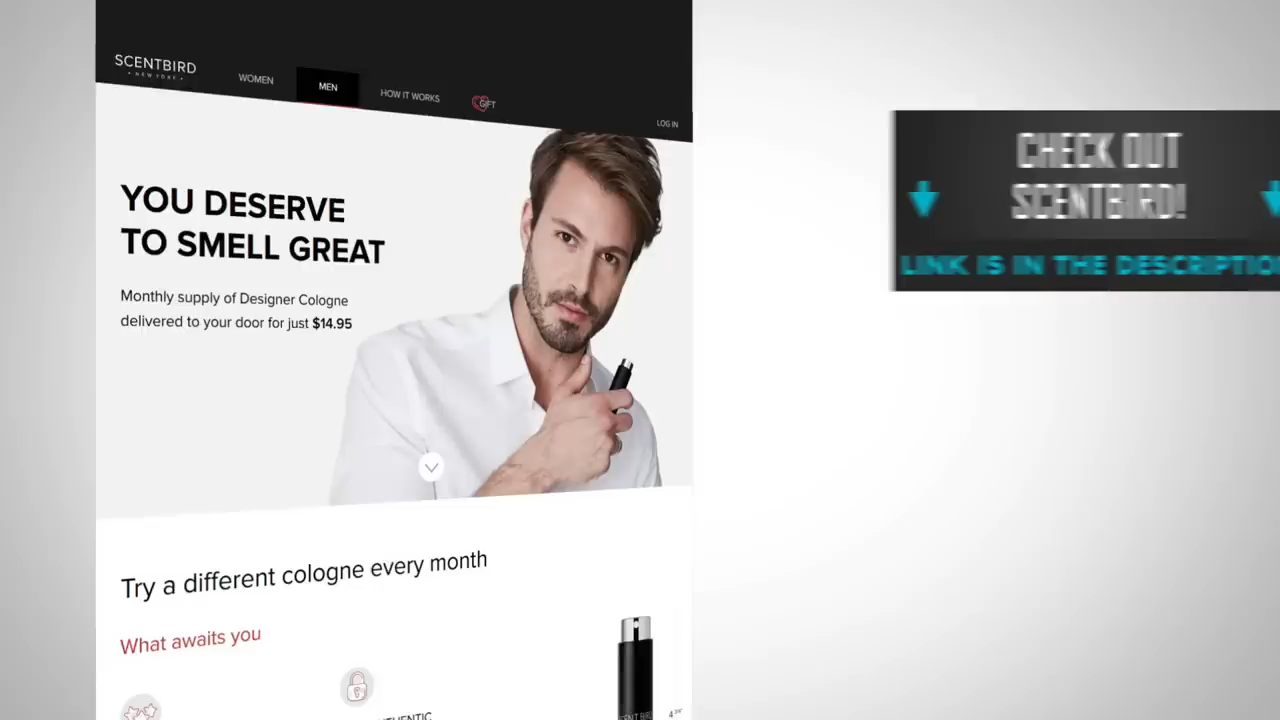 SCENTBIRD
• NEW YORK •
WOMEN
MEN
HOW IT WORKS
GIFT
LOG IN
YOU DESERVE
TO SMELL GREAT
Monthly supply of Designer Cologne
delivered to your door for just $14.95
Try a different cologne every month
What awaits you
CHECK OUT
SCENTBIRD!
LINK IS IN THE DESCRIPTIO